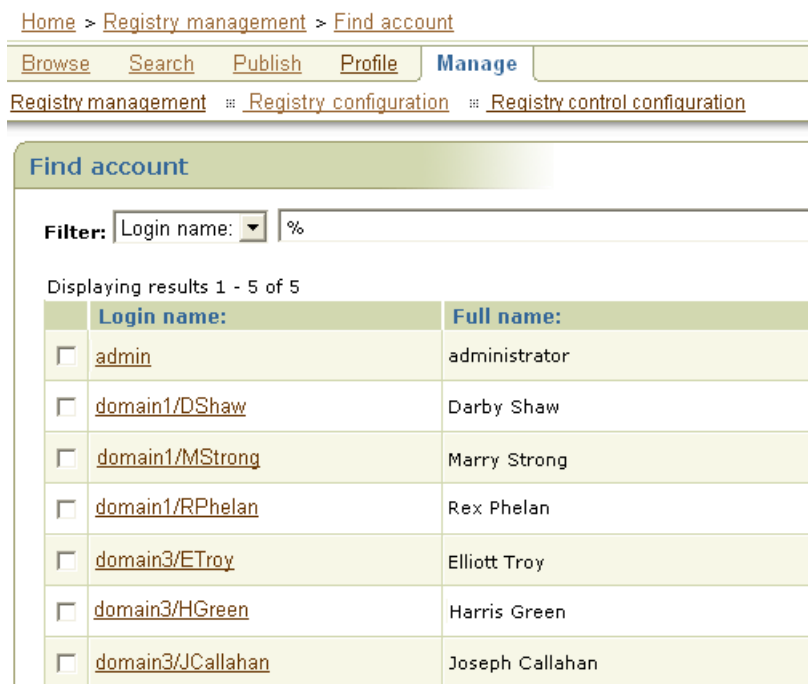 Home > Registry management > Find account
Browse Search Publish Profile Manage
Registry management Registry configuration Registry control configuration
Find account
Filter: Login name: %
Displaying results 1 - 5 of 5
Login name: Full name:
admin administrator
domain1/DShaw Darby Shaw
domain1/MStrong Marry Strong
domain1/RPhelan Rex Phelan
domain3/ETroy Elliott Troy
domain3/HGreen Harris Green
domain3/JCallahan Joseph Callahan